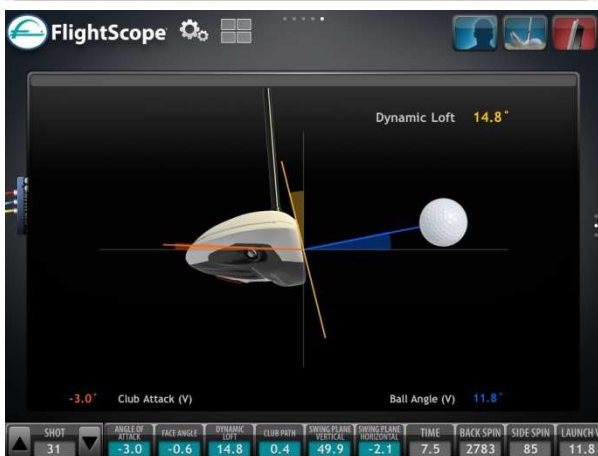 FlightScope
Dynamic Loft 14.8°
-3.0° Club Attack (V) Ball Angle (V) 11.8°
SHOT ANGLE OF ATTACK FACE ANGLE DYNAMIC LOFT CLUB PATH SWING PLANE VERTICAL SWING PLANE HORIZONTAL TIME BACK SPIN SIDE SPIN LAUNCH V
31 -3.0 -0.6 14.8 0.4 49.9 -2.1 7.5 2783 85 11.8